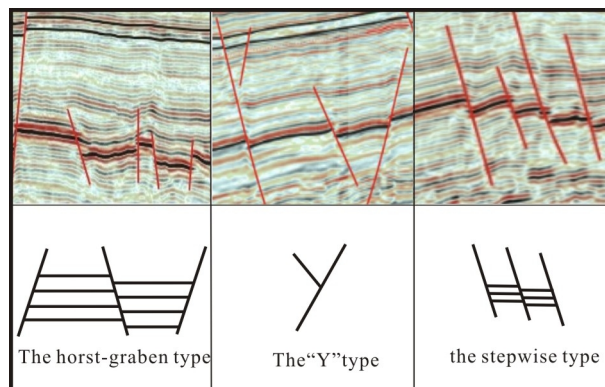 The horst-graben type
The“Y”type
the stepwise type